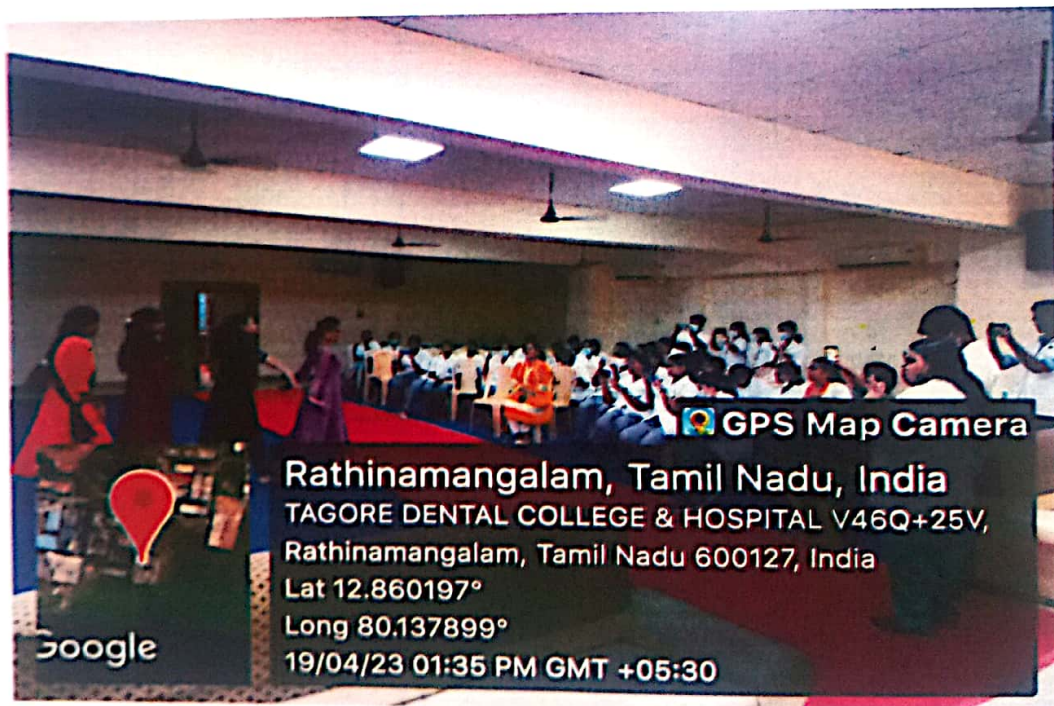 GPS Map Camera
Rathinamangalam, Tamil Nadu, India
TAGORE DENTAL COLLEGE & HOSPITAL V46Q+25V,
Rathinamangalam, Tamil Nadu 600127, India
Lat 12.860197°
Long 80.137899°
Google
19/04/23 01:35 PM GMT +05:30